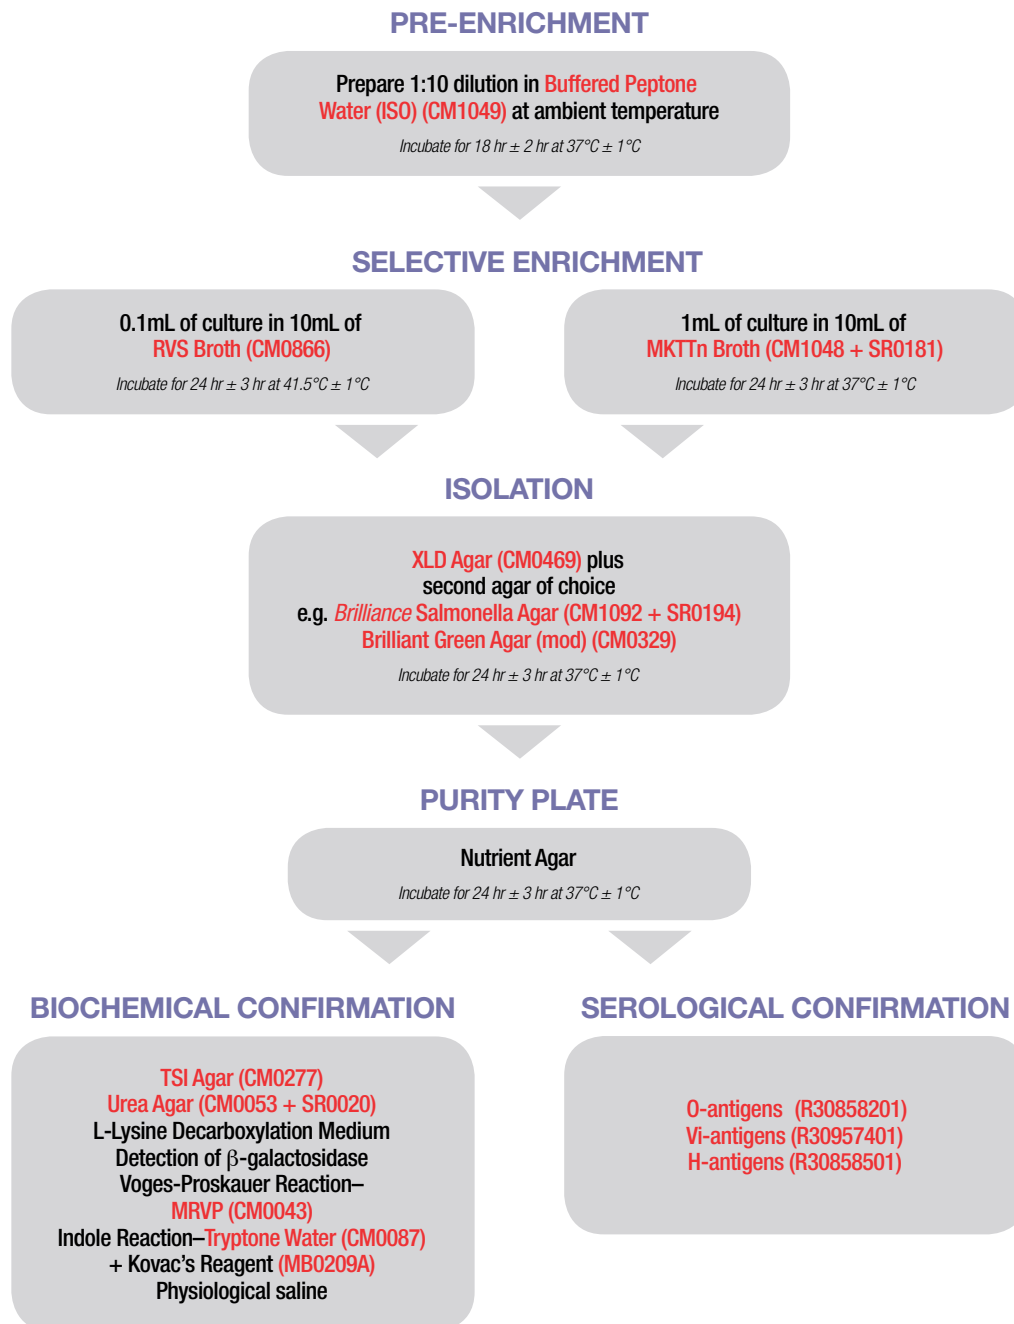 PRE-ENRICHMENT
Prepare 1:10 dilution in Buffered Peptone
Water (ISO) (CM1049) at ambient temperature
Incubate for 18 hr ± 2 hr at 37°C ± 1°C
SELECTIVE ENRICHMENT
0.1mL of culture in 10mL of
RVS Broth (CM0866)
Incubate for 24 hr ± 3 hr at 41.5°C ± 1°C
1mL of culture in 10mL of
MKTTn Broth (CM1048 + SR0181)
Incubate for 24 hr ± 3 hr at 37°C ± 1°C
ISOLATION
XLD Agar (CM0469) plus
second agar of choice
e.g. Brilliance Salmonella Agar (CM1092 + SR0194)
Brilliant Green Agar (mod) (CM0329)
Incubate for 24 hr ± 3 hr at 37°C ± 1°C
PURITY PLATE
Nutrient Agar
Incubate for 24 hr ± 3 hr at 37°C ± 1°C
BIOCHEMICAL CONFIRMATION
TSI Agar (CM0277)
Urea Agar (CM0053 + SR0020)
L-Lysine Decarboxylation Medium
Detection of β-galactosidase
Voges-Proskauer Reaction–
MRVP (CM0043)
Indole Reaction–Tryptone Water (CM0087)
+ Kovac's Reagent (MB0209A)
Physiological saline
SEROLOGICAL CONFIRMATION
O-antigens (R30858201)
Vi-antigens (R30957401)
H-antigens (R30858501)